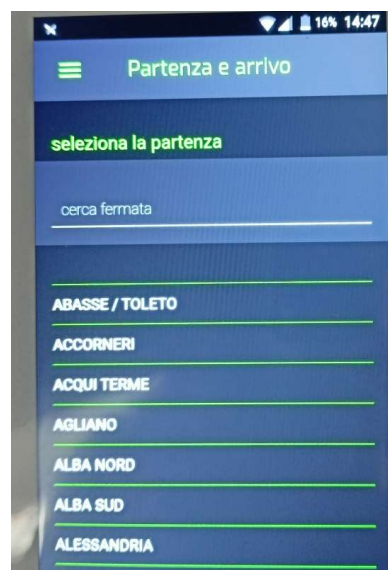 16% 14:47
Partenza e arrivo
seleziona la partenza
cerca fermata
ABASSE / TOLETO
ACCORNERI
ACQUI TERME
AGLIANO
ALBA NORD
ALBA SUD
ALESSANDRIA